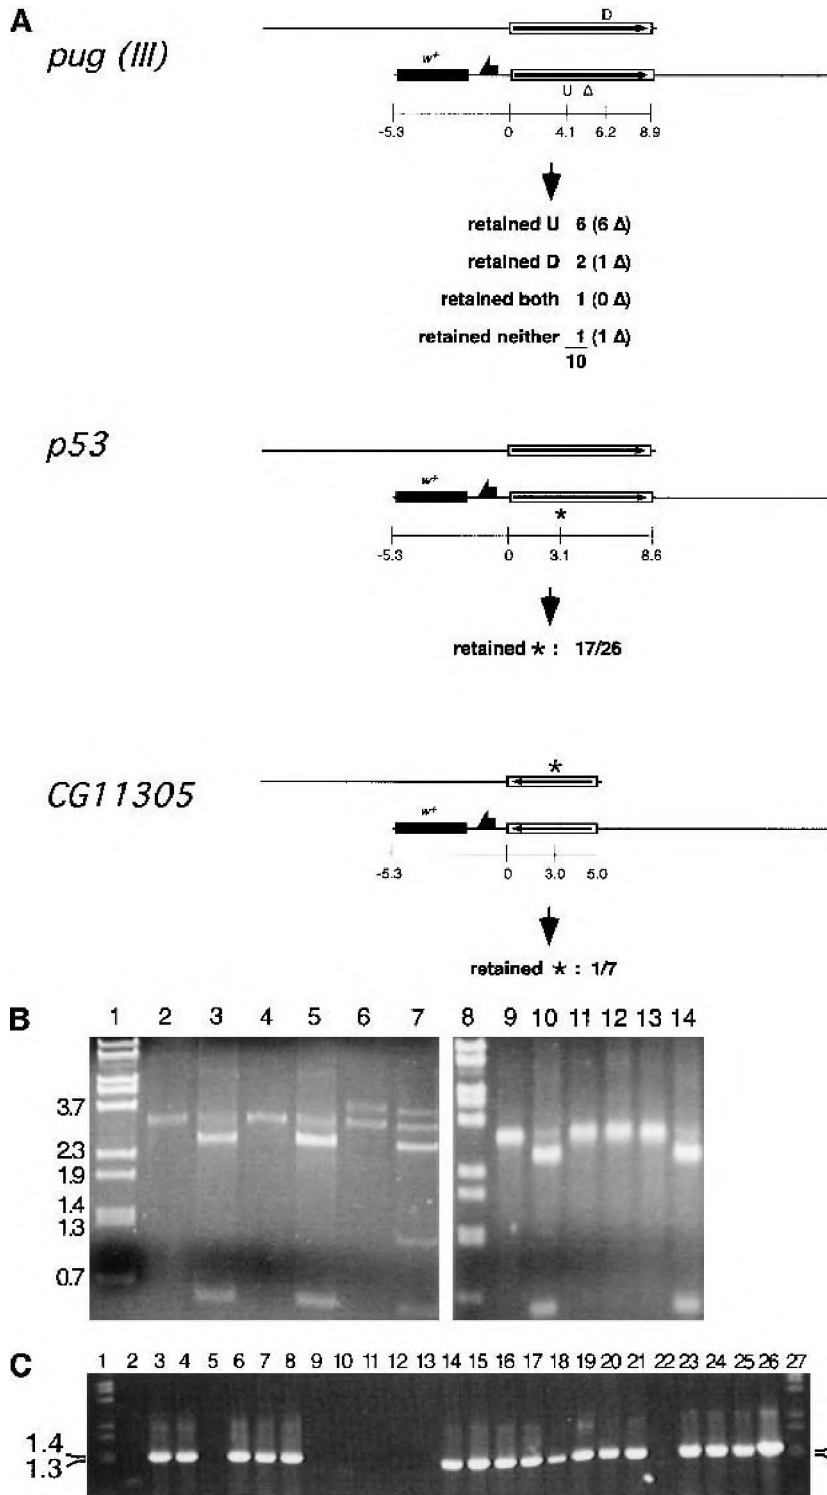 A
pug (III)
D
w+
U Δ
-5.3 0 4.1 6.2 8.9
retained U 6 (6 Δ)
retained D 2 (1 Δ)
retained both 1 (0 Δ)
retained neither 1 (1 Δ)
10
p53
w+
*
-5.3 0 3.1 8.6
retained * : 17/26
CG11305
*
w+
-5.3 0 3.0 5.0
retained * : 1/7
B
1 2 3 4 5 6 7 8 9 10 11 12 13 14
3.7
2.3
1.9
1.4
1.3
0.7
C
1 2 3 4 5 6 7 8 9 10 11 12 13 14 15 16 17 18 19 20 21 22 23 24 25 26 27
1.4
1.3